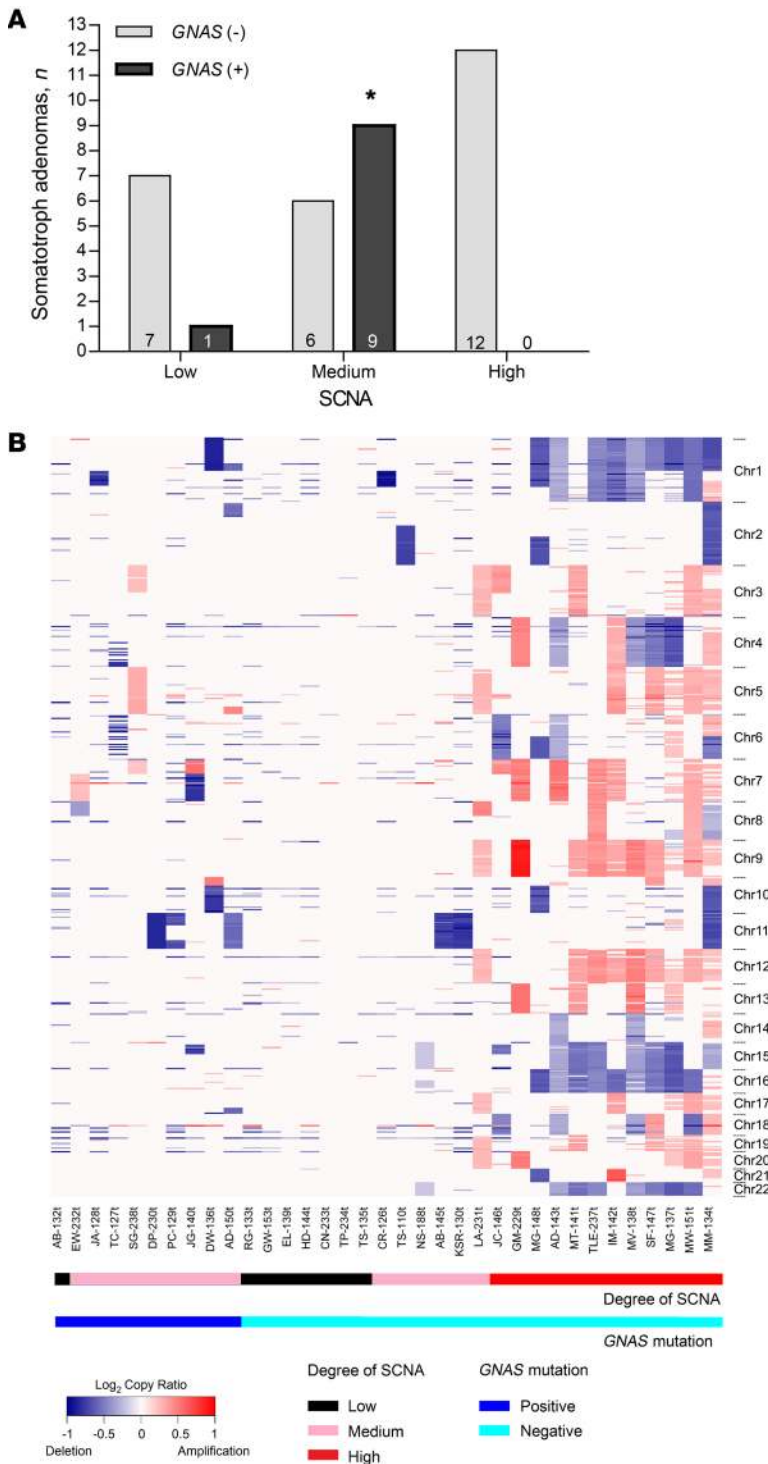 A
GNAS (-)
GNAS (+)
*
Somatotroph adenomas, n
13
12
11
10
9
8
7
6
5
4
3
2
1
0
7
1
6
9
12
0
Low
Medium
High
SCNA
B
Chr1
Chr2
Chr3
Chr4
Chr5
Chr6
Chr7
Chr8
Chr9
Chr10
Chr11
Chr12
Chr13
Chr14
Chr15
Chr16
Chr17
Chr18
Chr19
Chr20
Chr21
Chr22
AB-132t
EW-232t
JA-128t
TC-127t
SG-238t
DP-230t
PC-129t
JG-140t
DW-136t
AD-150t
RG-133t
GW-153t
EL-139t
HD-144t
CN-233t
TP-234t
TS-135t
CR-126t
TS-110t
NS-188t
AB-145t
KSR-130t
LA-231t
JC-146t
GM-229t
MG-148t
AD-143t
MT-141t
TLE-237t
IM-142t
MV-138t
SF-147t
MG-137t
MW-151t
MM-134t
Degree of SCNA
GNAS mutation
Log2 Copy Ratio
-1
-0.5
0
0.5
1
Deletion
Amplification
Degree of SCNA
Low
Medium
High
GNAS mutation
Positive
Negative